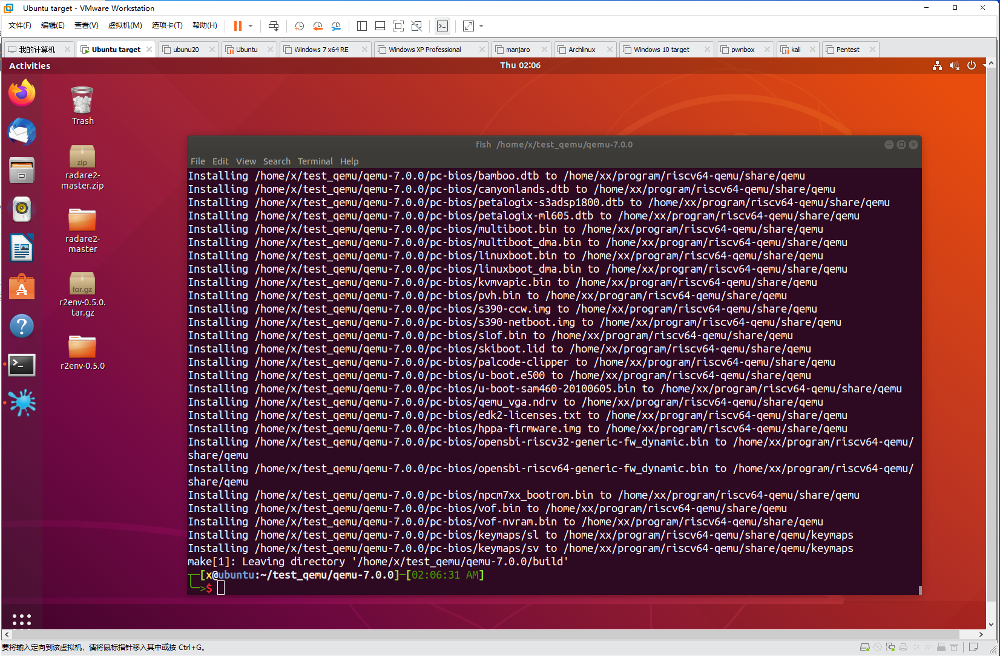 Ubuntu target - VMware Workstation
文件(F) 编辑(E) 查看(V) 虚拟机(M) 选项卡(T) 帮助(H)
我的计算机 Ubuntu target ubunu20 Ubuntu Windows 7 x64 RE Windows XP Professional manjaro Archlinux Windows 10 target pwnbox kali Pentest
Activities Thu 02:06
Trash
zip
radare2-
master.zip
radare2-
master
tar.gz
r2env-0.5.0.
tar.gz
r2env-0.5.0
fish /home/x/test_qemu/qemu-7.0.0
File Edit View Search Terminal Help
Installing /home/x/test_qemu/qemu-7.0.0/pc-bios/bamboo.dtb to /home/xx/program/riscv64-qemu/share/qemu
Installing /home/x/test_qemu/qemu-7.0.0/pc-bios/canyonlands.dtb to /home/xx/program/riscv64-qemu/share/qemu
Installing /home/x/test_qemu/qemu-7.0.0/pc-bios/petalogix-s3adsp1800.dtb to /home/xx/program/riscv64-qemu/share/qemu
Installing /home/x/test_qemu/qemu-7.0.0/pc-bios/petalogix-ml605.dtb to /home/xx/program/riscv64-qemu/share/qemu
Installing /home/x/test_qemu/qemu-7.0.0/pc-bios/multiboot.bin to /home/xx/program/riscv64-qemu/share/qemu
Installing /home/x/test_qemu/qemu-7.0.0/pc-bios/multiboot_dma.bin to /home/xx/program/riscv64-qemu/share/qemu
Installing /home/x/test_qemu/qemu-7.0.0/pc-bios/linuxboot.bin to /home/xx/program/riscv64-qemu/share/qemu
Installing /home/x/test_qemu/qemu-7.0.0/pc-bios/linuxboot_dma.bin to /home/xx/program/riscv64-qemu/share/qemu
Installing /home/x/test_qemu/qemu-7.0.0/pc-bios/kvmvapic.bin to /home/xx/program/riscv64-qemu/share/qemu
Installing /home/x/test_qemu/qemu-7.0.0/pc-bios/pvh.bin to /home/xx/program/riscv64-qemu/share/qemu
Installing /home/x/test_qemu/qemu-7.0.0/pc-bios/s390-ccw.img to /home/xx/program/riscv64-qemu/share/qemu
Installing /home/x/test_qemu/qemu-7.0.0/pc-bios/s390-netboot.img to /home/xx/program/riscv64-qemu/share/qemu
Installing /home/x/test_qemu/qemu-7.0.0/pc-bios/slof.bin to /home/xx/program/riscv64-qemu/share/qemu
Installing /home/x/test_qemu/qemu-7.0.0/pc-bios/skiboot.lid to /home/xx/program/riscv64-qemu/share/qemu
Installing /home/x/test_qemu/qemu-7.0.0/pc-bios/palcode-clipper to /home/xx/program/riscv64-qemu/share/qemu
Installing /home/x/test_qemu/qemu-7.0.0/pc-bios/u-boot.e500 to /home/xx/program/riscv64-qemu/share/qemu
Installing /home/x/test_qemu/qemu-7.0.0/pc-bios/u-boot-sam460-20100605.bin to /home/xx/program/riscv64-qemu/share/qemu
Installing /home/x/test_qemu/qemu-7.0.0/pc-bios/qemu_vga.ndrv to /home/xx/program/riscv64-qemu/share/qemu
Installing /home/x/test_qemu/qemu-7.0.0/pc-bios/edk2-licenses.txt to /home/xx/program/riscv64-qemu/share/qemu
Installing /home/x/test_qemu/qemu-7.0.0/pc-bios/hppa-firmware.img to /home/xx/program/riscv64-qemu/share/qemu
Installing /home/x/test_qemu/qemu-7.0.0/pc-bios/opensbi-riscv32-generic-fw_dynamic.bin to /home/xx/program/riscv64-qemu/
share/qemu
Installing /home/x/test_qemu/qemu-7.0.0/pc-bios/opensbi-riscv64-generic-fw_dynamic.bin to /home/xx/program/riscv64-qemu/
share/qemu
Installing /home/x/test_qemu/qemu-7.0.0/pc-bios/npcm7xx_bootrom.bin to /home/xx/program/riscv64-qemu/share/qemu
Installing /home/x/test_qemu/qemu-7.0.0/pc-bios/vof.bin to /home/xx/program/riscv64-qemu/share/qemu
Installing /home/x/test_qemu/qemu-7.0.0/pc-bios/vof-nvram.bin to /home/xx/program/riscv64-qemu/share/qemu
Installing /home/x/test_qemu/qemu-7.0.0/pc-bios/keymaps/sl to /home/xx/program/riscv64-qemu/share/qemu/keymaps
Installing /home/x/test_qemu/qemu-7.0.0/pc-bios/keymaps/sv to /home/xx/program/riscv64-qemu/share/qemu/keymaps
make[1]: Leaving directory '/home/x/test_qemu/qemu-7.0.0/build'
┬─[x@ubuntu:~/test_qemu/qemu-7.0.0]─[02:06:31 AM]
╰─>$
要将输入定向到该虚拟机，请将鼠标指针移入其中或按 Ctrl+G。